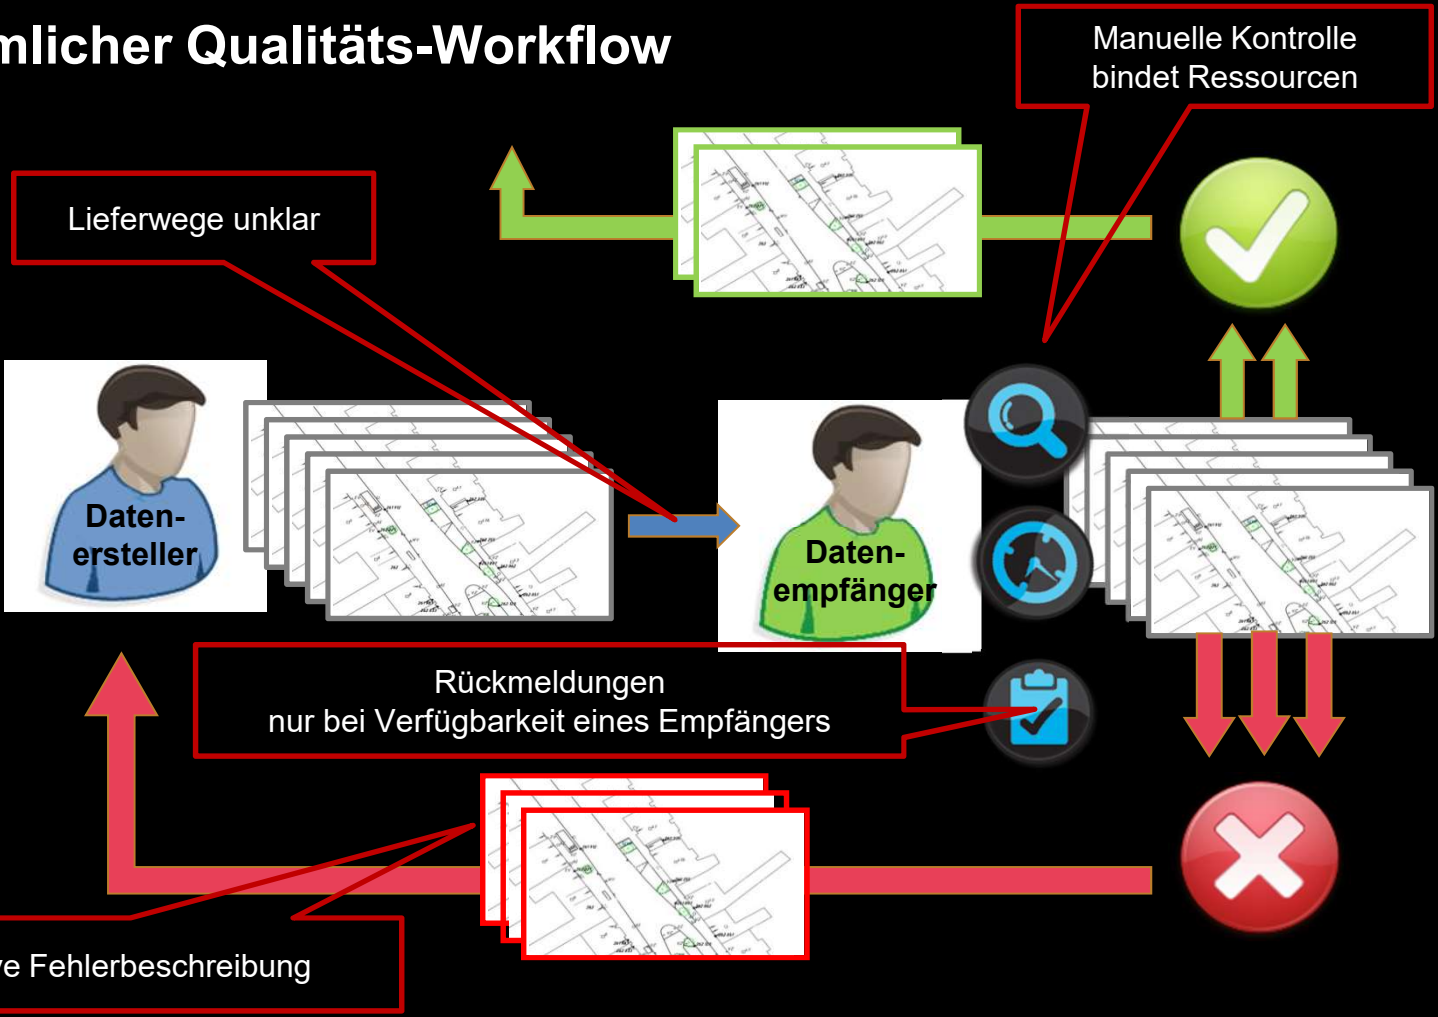 mlicher Qualitäts-Workflow
Manuelle Kontrolle
bindet Ressourcen
Lieferwege unklar
Daten-
ersteller
Daten-
empfänger
Rückmeldungen
nur bei Verfügbarkeit eines Empfängers
ve Fehlerbeschreibung